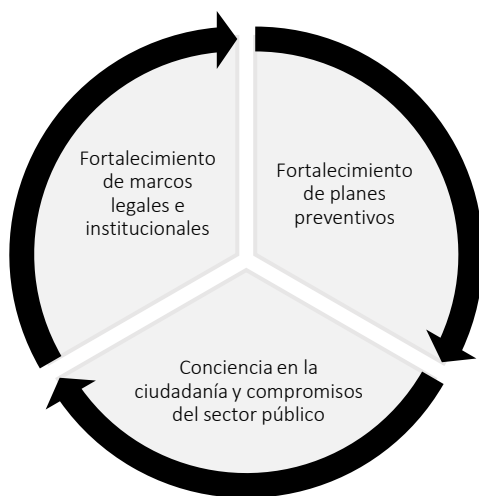 Fortalecimiento
de marcos
legales e
institucionales
Fortalecimiento
de planes
preventivos
Conciencia en la
ciudadanía y compromisos
del sector público